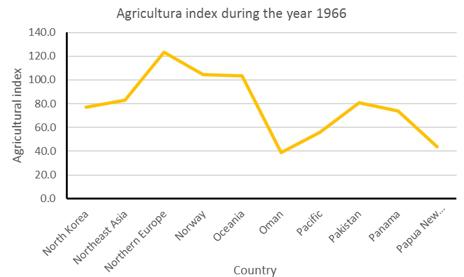 Agricultura index during the year 1966
Agricultural index
140.0
120.0
100.0
80.0
60.0
40.0
20.0
0.0
North Korea
Northeast Asia
Northern Europe
Norway
Oceania
Oman
Pacific
Pakistan
Panama
Papua New...
Country